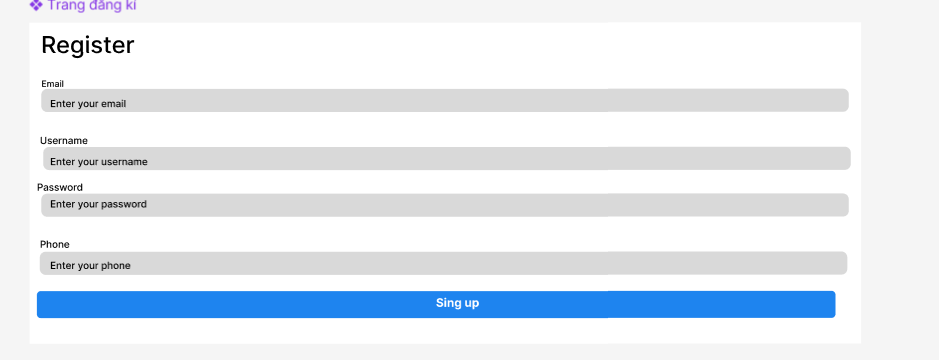 Trang đăng kí
Register
Email
Enter your email
Username
Enter your username
Password
Enter your password
Phone
Enter your phone
Sing up